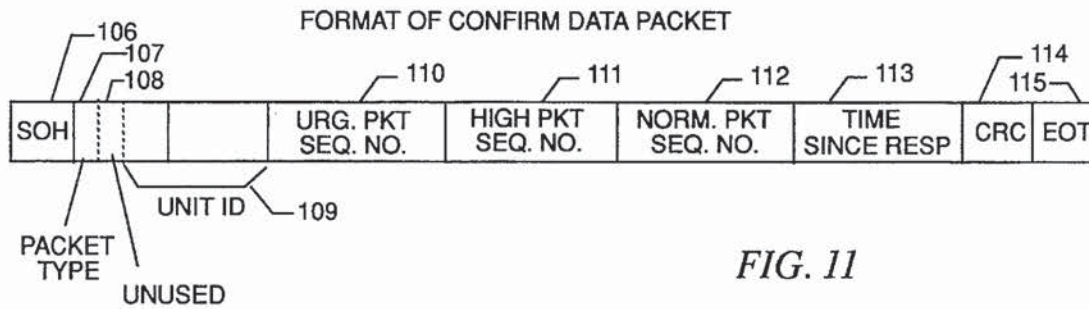 FORMAT OF CONFIRM DATA PACKET
106
107
108
110
111
112
113
114
115
SOH
URG. PKT
SEQ. NO.
HIGH PKT
SEQ. NO.
NORM. PKT
SEQ. NO.
TIME
SINCE RESP
CRC
EOT
UNIT ID
109
PACKET
TYPE
UNUSED
FIG. 11